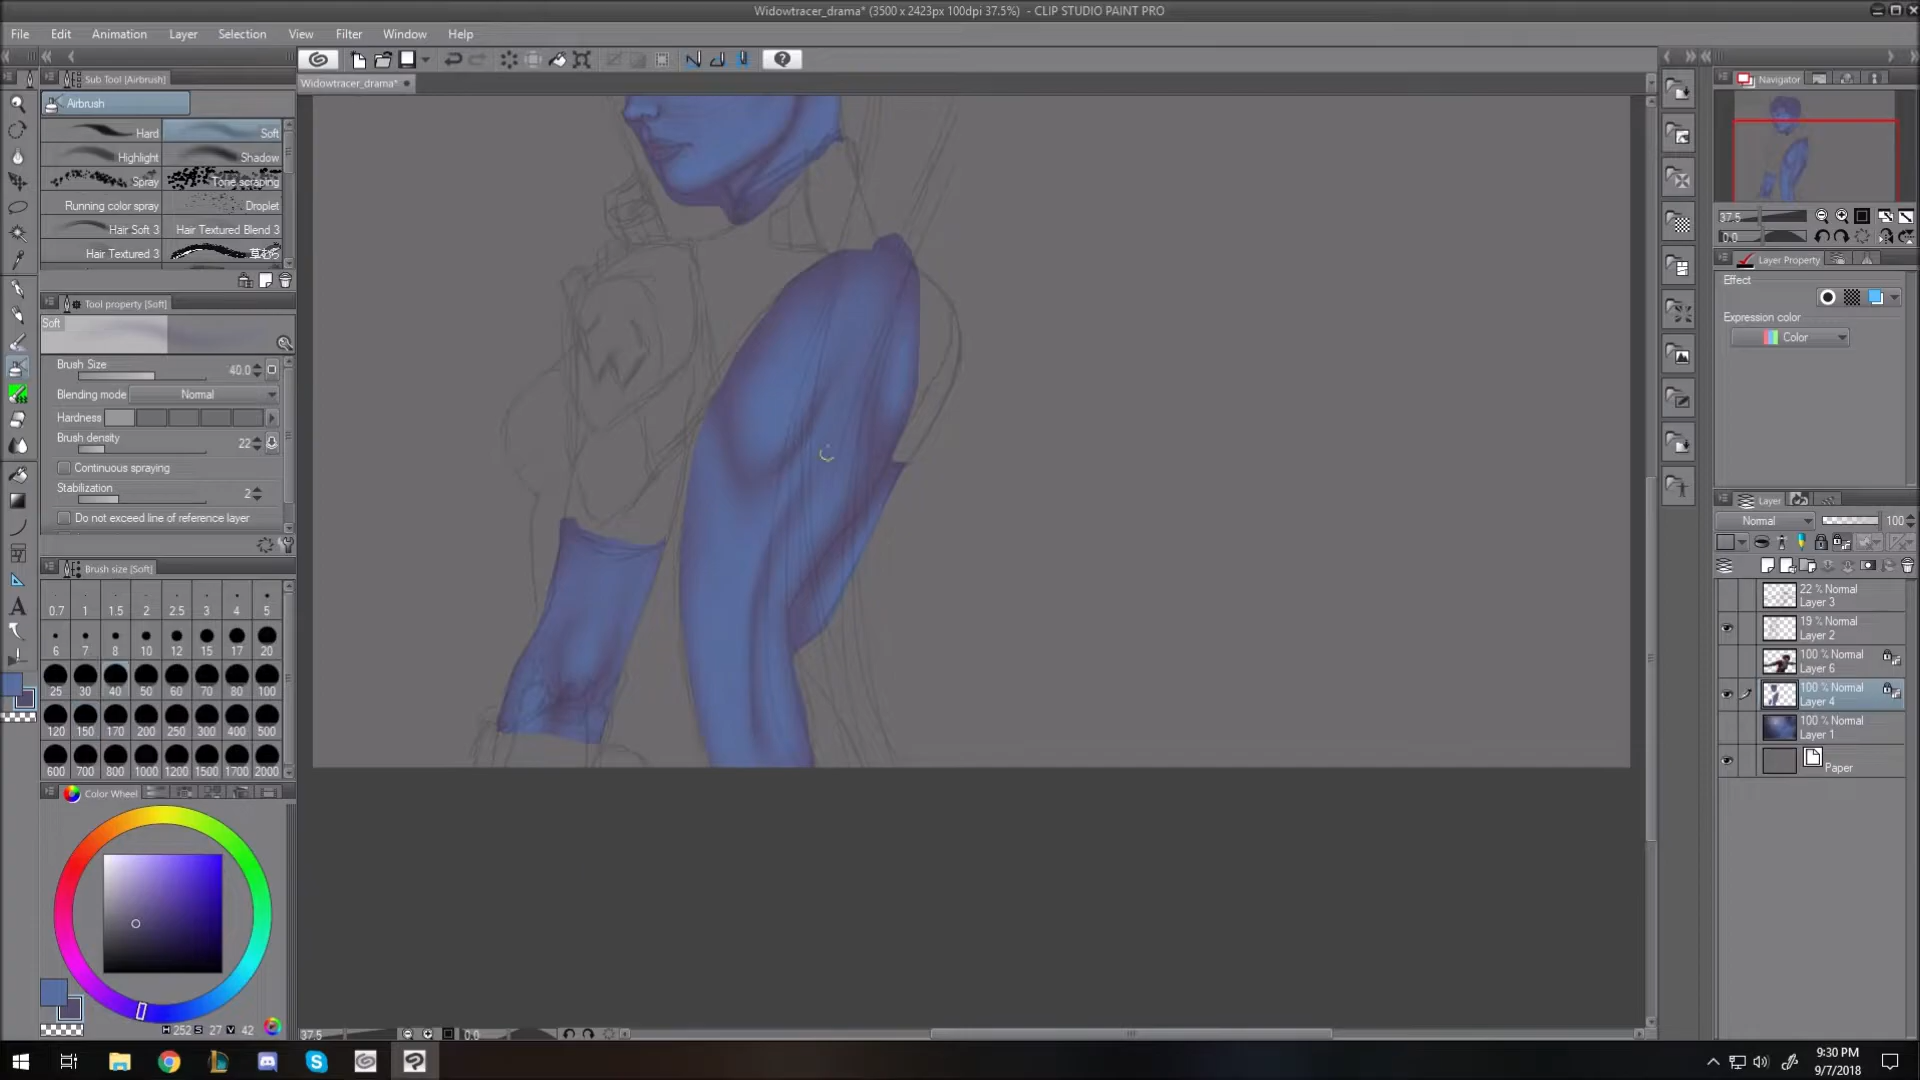 Widowtracer_drama* (3500 x 2423px 100dpi 37.5%) - CLIP STUDIO PAINT PRO
File Edit Animation Layer Selection View Filter Window Help
Sub Tool [Airbrush]
Airbrush
Hard Soft
Highlight Shadow
Spray Tone scraping
Running color spray Droplet
Hair Soft 3 Hair Textured Blend 3
Hair Textured 3 草むら
Tool property [Soft]
Soft
Brush Size 40.0
Blending mode Normal
Hardness
Brush density 22
Continuous spraying
Stabilization 2
Do not exceed line of reference layer
Brush size [Soft]
0.7 1 1.5 2 2.5 3 4 5
6 7 8 10 12 15 17 20
25 30 40 50 60 70 80 100
120 150 170 200 250 300 400 500
600 700 800 1000 1200 1500 1700 2000
Color Wheel
H 252 S 27 V 42
Widowtracer_drama*
37.5 0.0
Navigator
37.5
0.0
Layer Property
Effect
Expression color
Color
Layer
Normal 100
22 % Normal
Layer 3
19 % Normal
Layer 2
100 % Normal
Layer 6
100 % Normal
Layer 4
100 % Normal
Layer 1
Paper
9:30 PM
9/7/2018